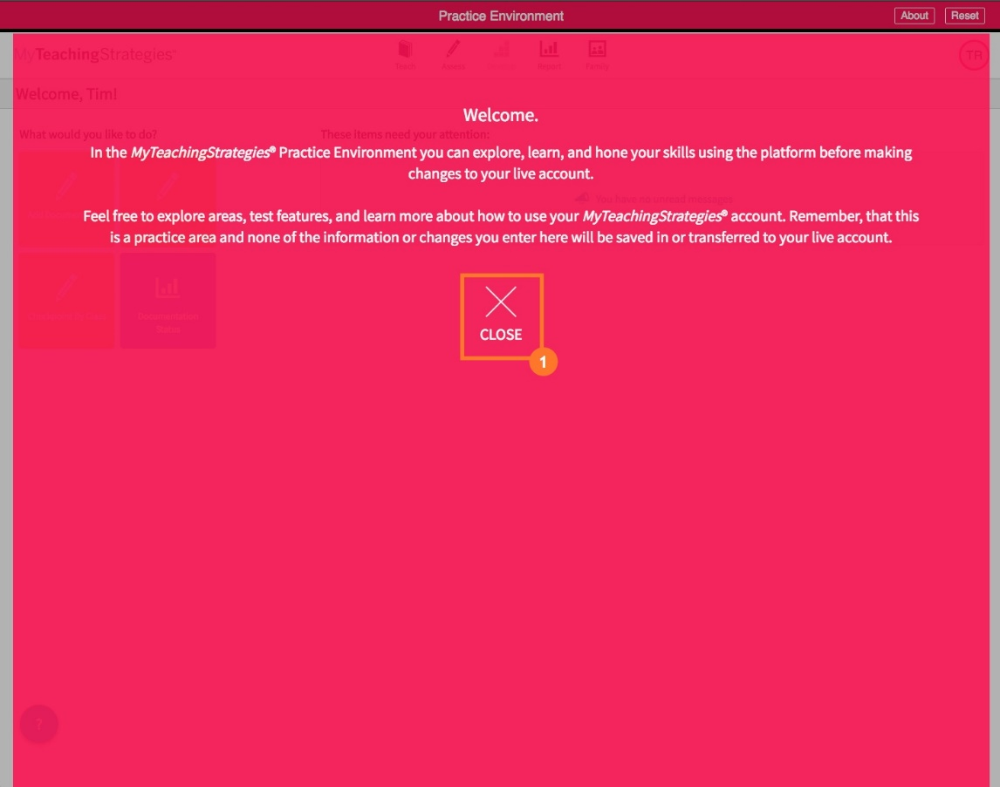 Practice Environment
About
Reset
MyTeachingStrategies®
Teach
Assess
Report
Family
TR
Welcome, Tim!
Welcome.
What would you like to do?
These items need your attention:
In the MyTeachingStrategies® Practice Environment you can explore, learn, and hone your skills using the platform before making
changes to your live account.
You have no unread messages
Feel free to explore areas, test features, and learn more about how to use your MyTeachingStrategies® account. Remember, that this
is a practice area and none of the information or changes you enter here will be saved in or transferred to your live account.
Documentation
Status
CLOSE
1
?